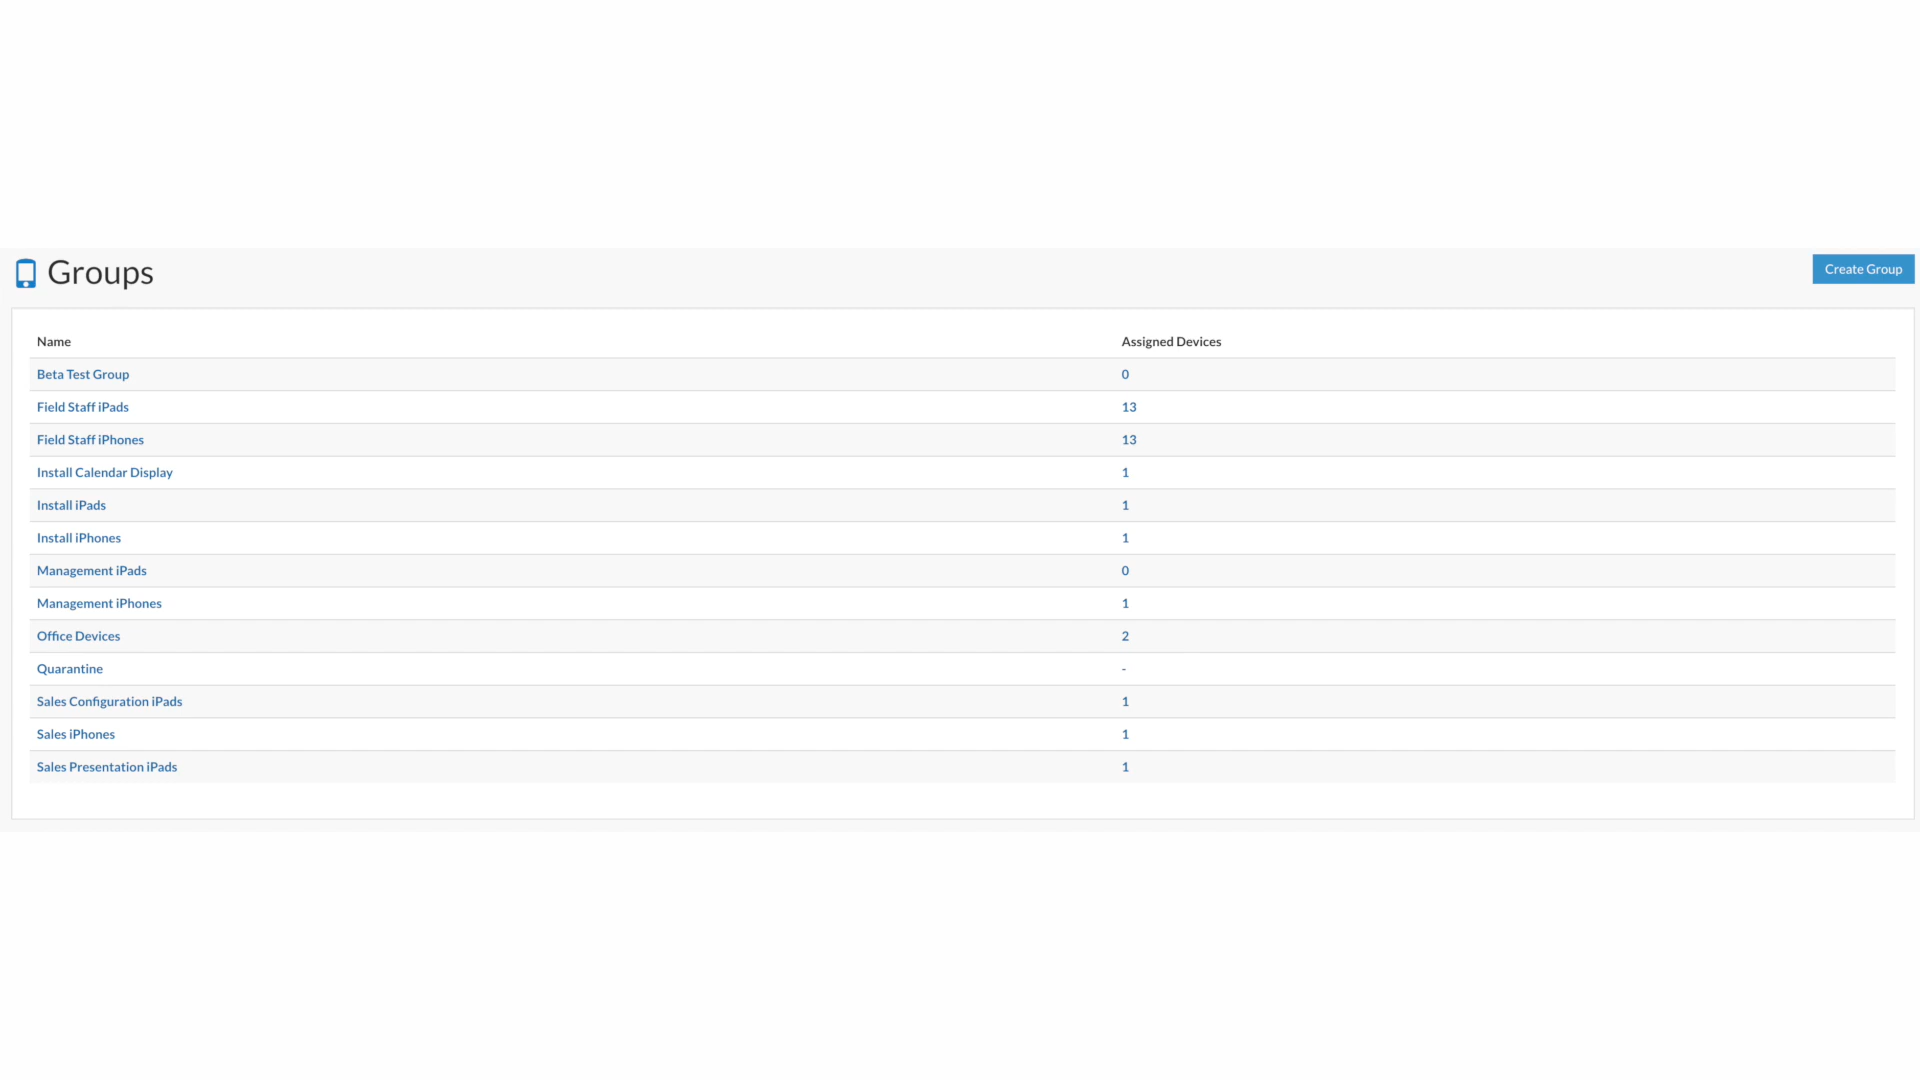 Groups
Create Group
Name Assigned Devices
Beta Test Group 0
Field Staff iPads 13
Field Staff iPhones 13
Install Calendar Display 1
Install iPads 1
Install iPhones 1
Management iPads 0
Management iPhones 1
Office Devices 2
Quarantine -
Sales Configuration iPads 1
Sales iPhones 1
Sales Presentation iPads 1